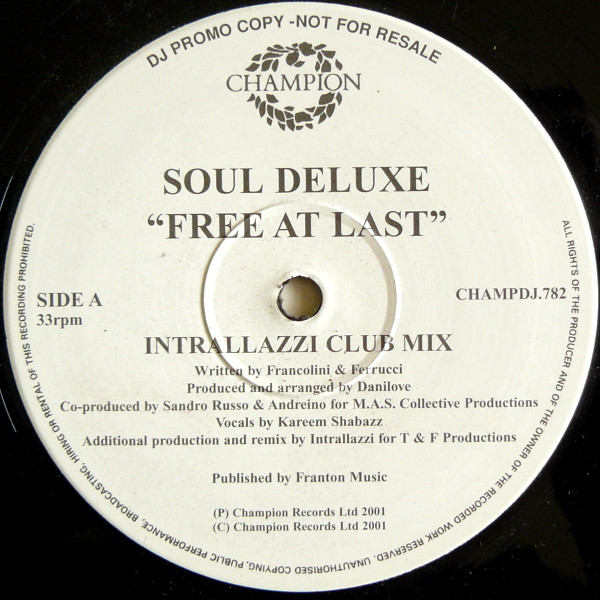 DJ PROMO COPY -NOT FOR RESALE
CHAMPION
SOUL DELUXE
“FREE AT LAST”
SIDE A
33rpm
CHAMPDJ.782
INTRALLAZZI CLUB MIX
Written by Francolini & Ferrucci
Produced and arranged by Danilove
Co-produced by Sandro Russo & Andreino for M.A.S. Collective Productions
Vocals by Kareem Shabazz
Additional production and remix by Intrallazzi for T & F Productions
Published by Franton Music
(P) Champion Records Ltd 2001
(C) Champion Records Ltd 2001
ALL RIGHTS OF THE PRODUCER AND OF THE OWNER OF THE RECORDED WORK RESERVED. UNAUTHORISED COPYING, PUBLIC PERFORMANCE, BROADCASTING, HIRING OR RENTAL OF THIS RECORDING PROHIBITED.